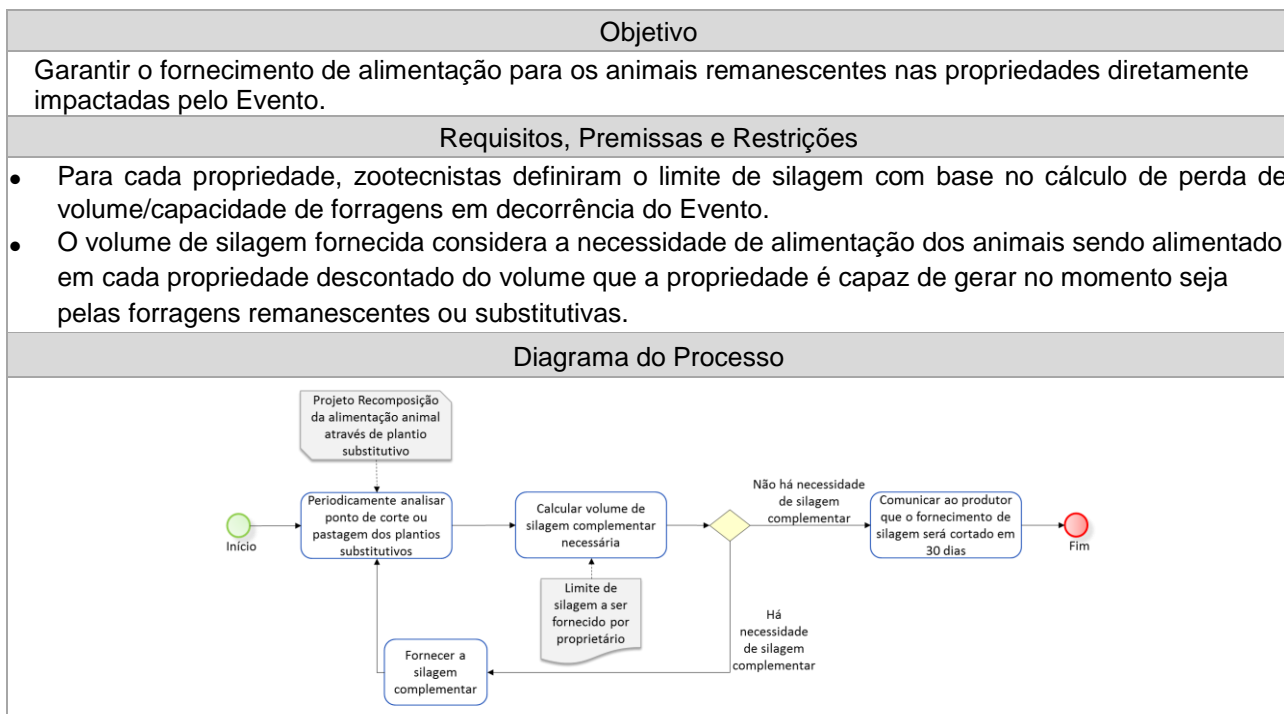 Objetivo
Garantir o fornecimento de alimentação para os animais remanescentes nas propriedades diretamente
impactadas pelo Evento.
Requisitos, Premissas e Restrições
• Para cada propriedade, zootecnistas definiram o limite de silagem com base no cálculo de perda de
volume/capacidade de forragens em decorrência do Evento.
• O volume de silagem fornecida considera a necessidade de alimentação dos animais sendo alimentado
em cada propriedade descontado do volume que a propriedade é capaz de gerar no momento seja
pelas forragens remanescentes ou substitutivas.
Diagrama do Processo
Projeto Recomposição
da alimentação animal
através de plantio
substitutivo
Início
Periodicamente analisar
ponto de corte ou
pastagem dos plantios
substitutivos
Calcular volume de
silagem complementar
necessária
Não há necessidade
de silagem
complementar
Comunicar ao produtor
que o fornecimento de
silagem será cortado em
30 dias
Fim
Limite de
silagem a ser
fornecido por
proprietário
Há
necessidade
de silagem
complementar
Fornecer a
silagem
complementar